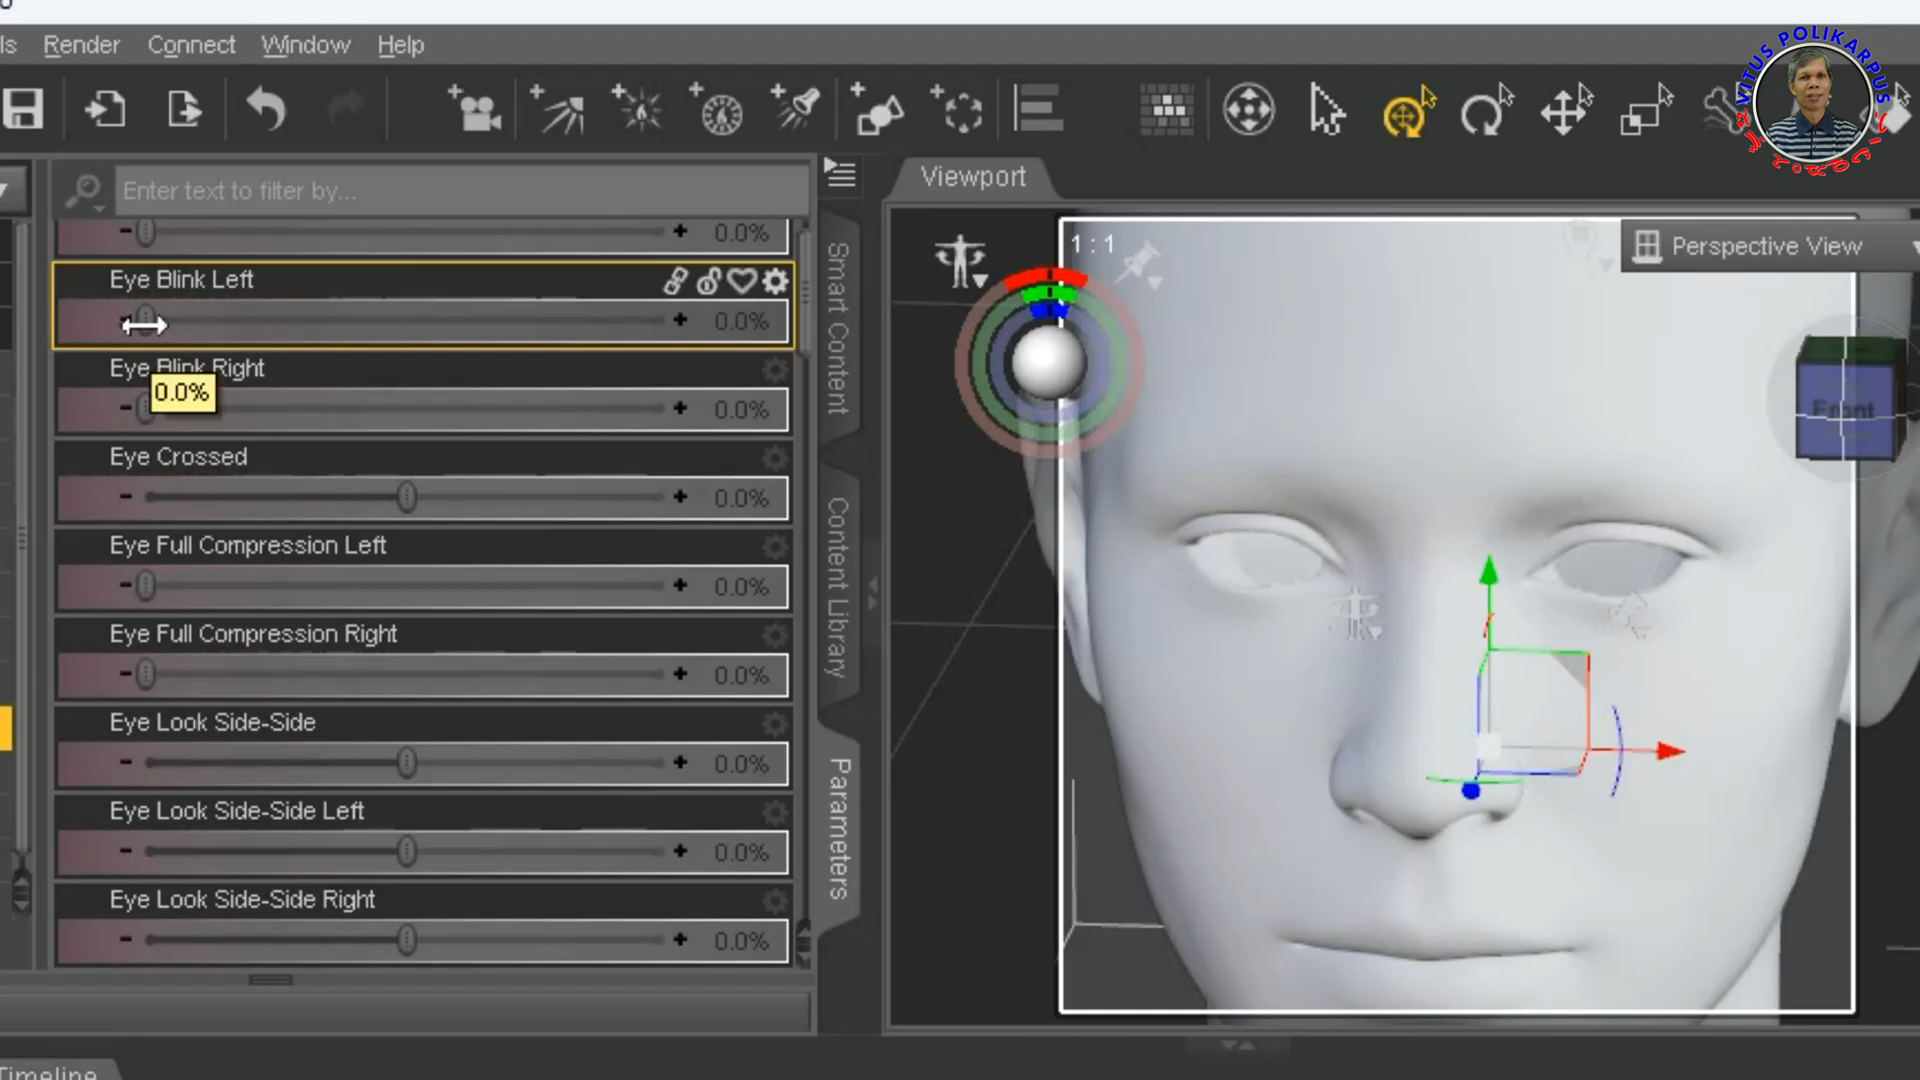 Render Connect Window Help
VITUS POLIKARPUS
Enter text to filter by...
Viewport
0.0%
1 : 1
Perspective View
Eye Blink Left
0.0%
Eye Blink Right
0.0%
0.0%
Front
Eye Crossed
0.0%
Eye Full Compression Left
0.0%
Eye Full Compression Right
0.0%
Eye Look Side-Side
0.0%
Eye Look Side-Side Left
0.0%
Eye Look Side-Side Right
0.0%
Smart Content
Content Library
Parameters
Timeline